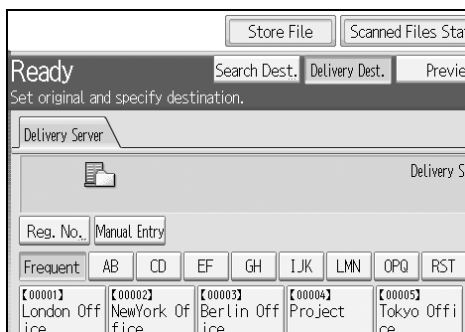 Store File Scanned Files Sta
Ready Search Dest. Delivery Dest. Previe
Set original and specify destination.
Delivery Server
Delivery S
Reg. No. Manual Entry
Frequent AB CD EF GH IJK LMN OPQ RST
【00001】 【00002】 【00003】 【00004】 【00005】
London Off NewYork Of Berlin Off Project Tokyo Offi
ice ffice ice ce